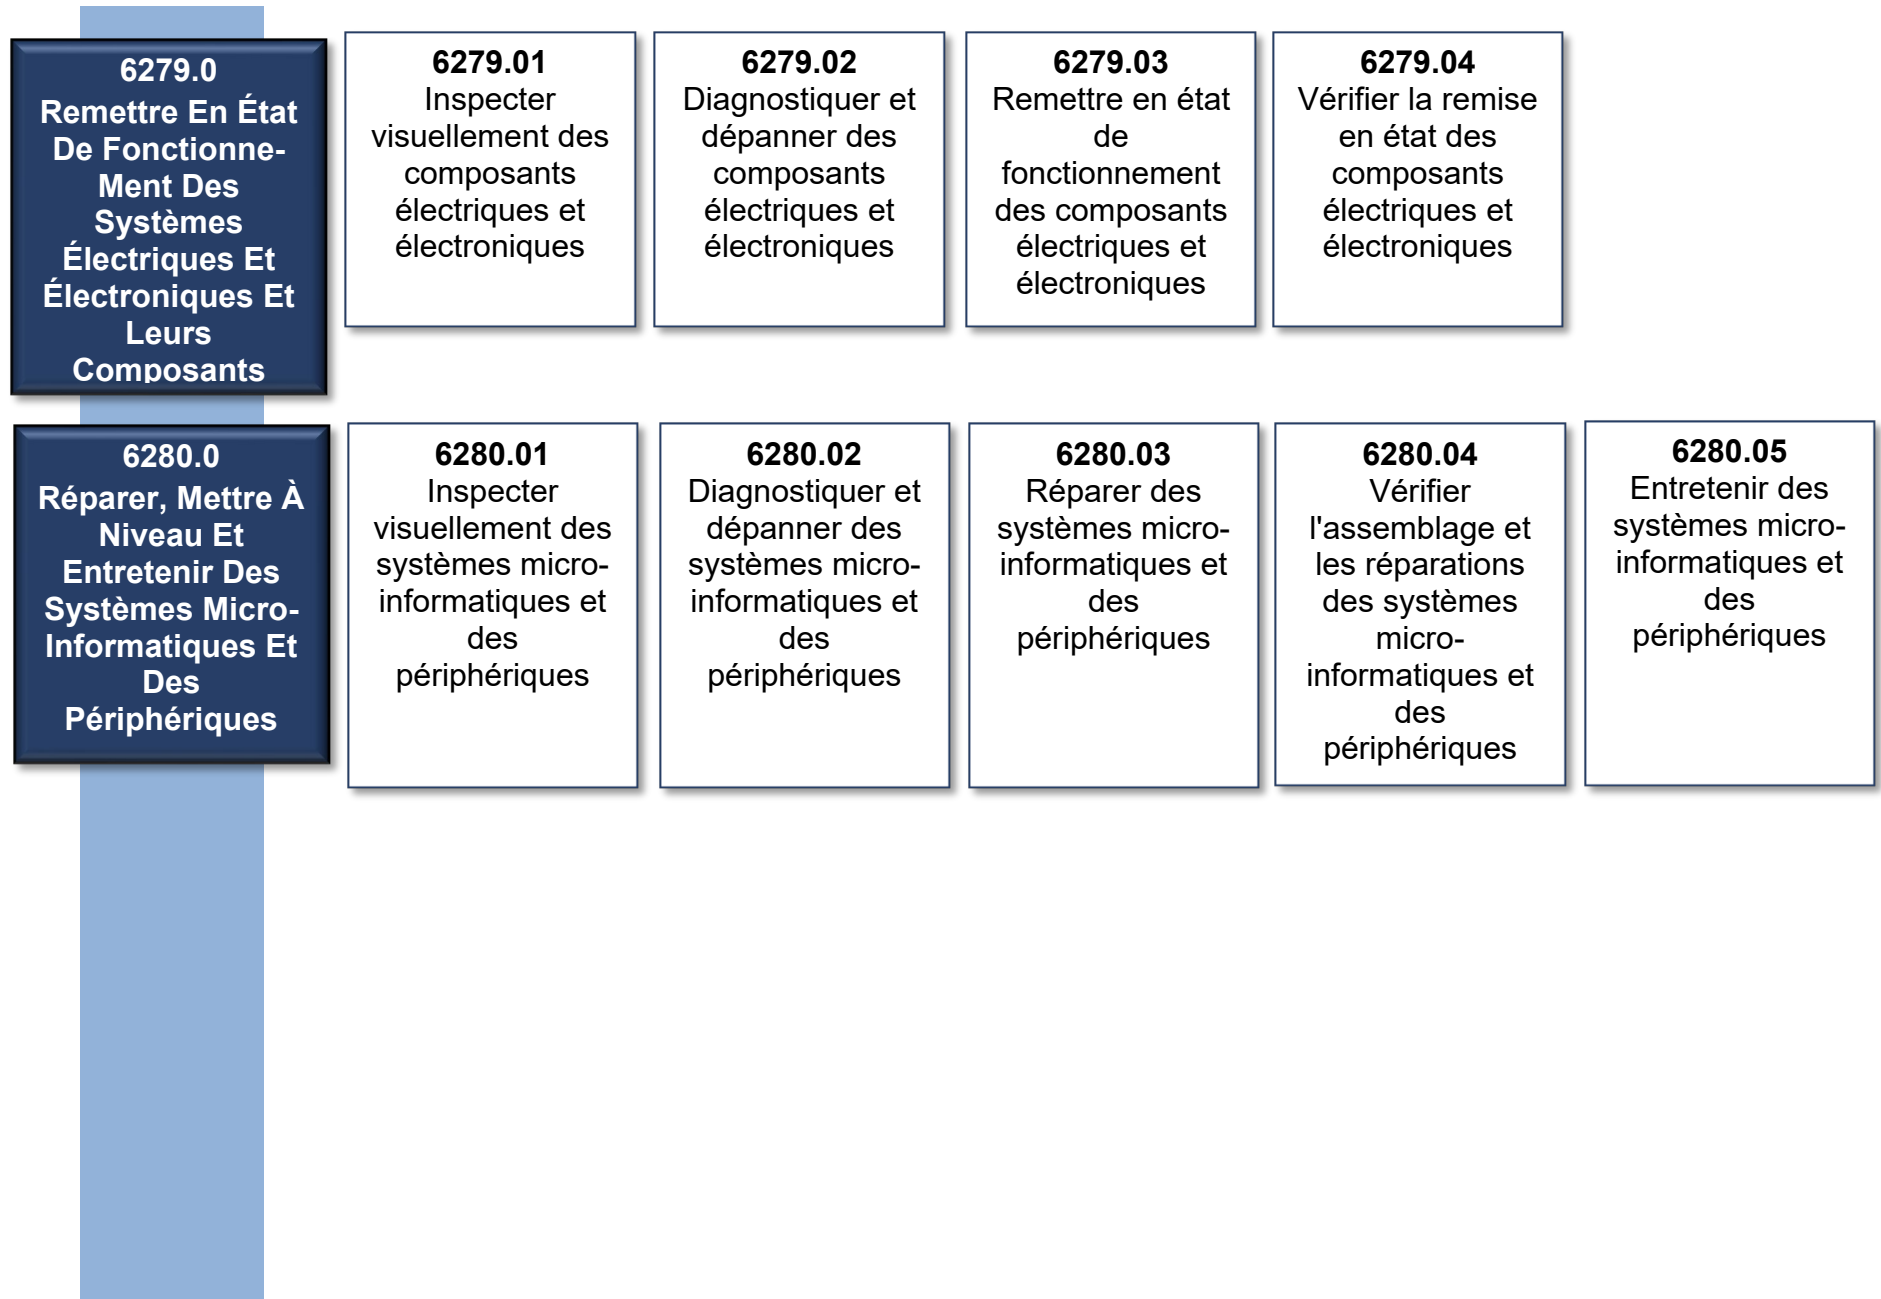 6279.0
Remettre En État
De Fonctionne-
Ment Des
Systèmes
Électriques Et
Électroniques Et
Leurs
Composants
6279.01
Inspecter
visuellement des
composants
électriques et
électroniques
6279.02
Diagnostiquer et
dépanner des
composants
électriques et
électroniques
6279.03
Remettre en état
de
fonctionnement
des composants
électriques et
électroniques
6279.04
Vérifier la remise
en état des
composants
électriques et
électroniques
6280.0
Réparer, Mettre À
Niveau Et
Entretenir Des
Systèmes Micro-
Informatiques Et
Des
Périphériques
6280.01
Inspecter
visuellement des
systèmes micro-
informatiques et
des
périphériques
6280.02
Diagnostiquer et
dépanner des
systèmes micro-
informatiques et
des
périphériques
6280.03
Réparer des
systèmes micro-
informatiques et
des
périphériques
6280.04
Vérifier
l'assemblage et
les réparations
des systèmes
micro-
informatiques et
des
périphériques
6280.05
Entretenir des
systèmes micro-
informatiques et
des
périphériques